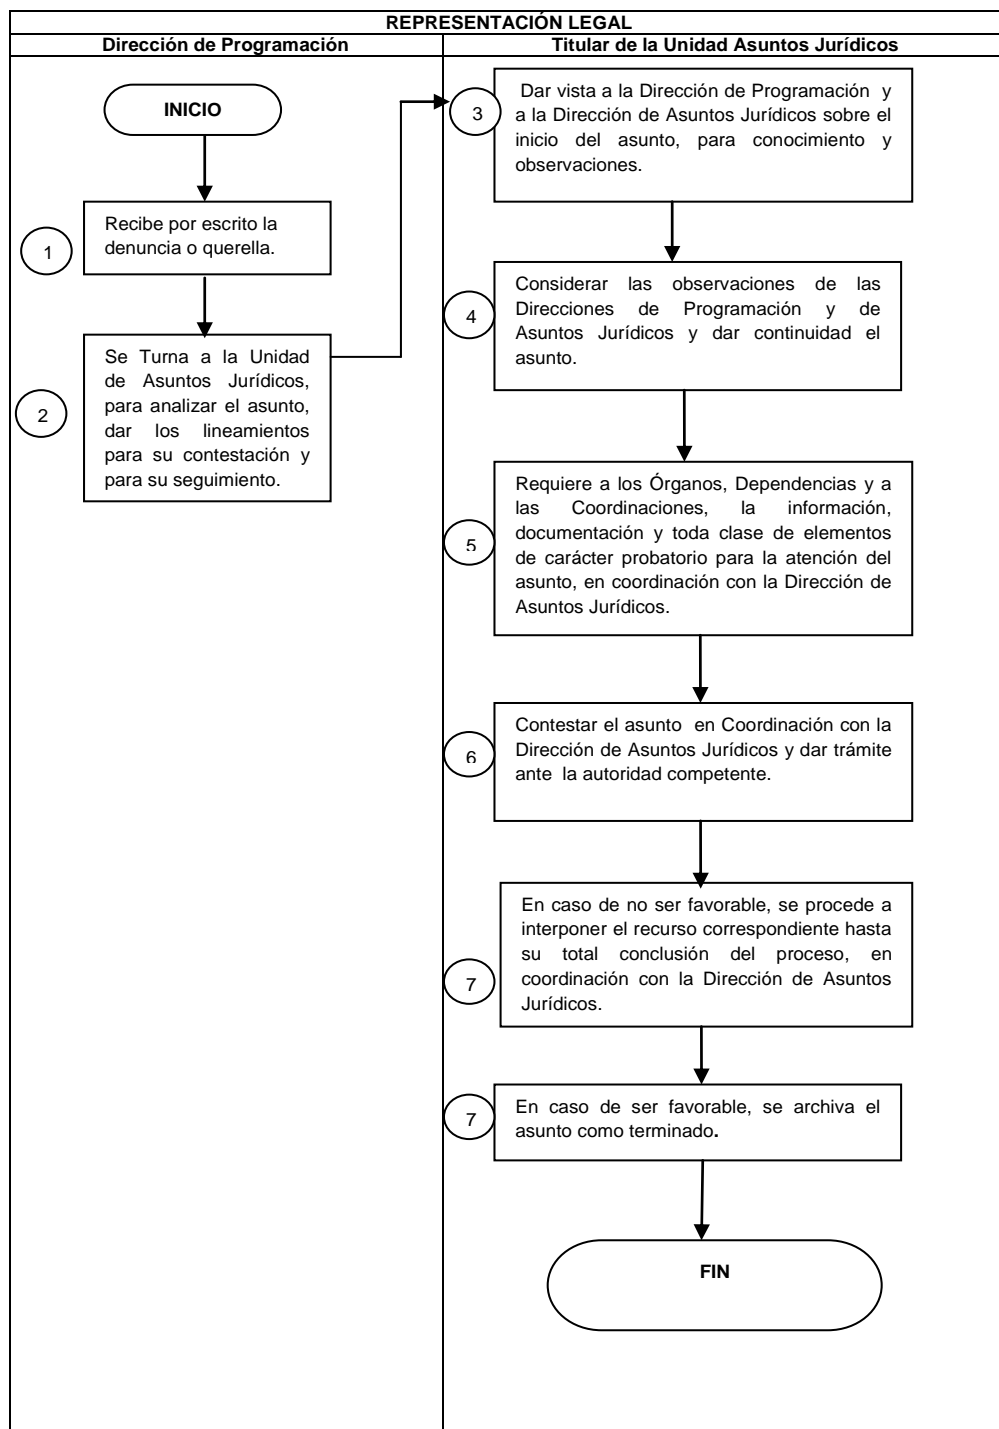 REPRESENTACIÓN LEGAL
Dirección de Programación
Titular de la Unidad Asuntos Jurídicos
INICIO
1
Recibe por escrito la
denuncia o querella.
2
Se Turna a la Unidad
de Asuntos Jurídicos,
para analizar el asunto,
dar los lineamientos
para su contestación y
para su seguimiento.
3
Dar vista a la Dirección de Programación y
a la Dirección de Asuntos Jurídicos sobre el
inicio del asunto, para conocimiento y
observaciones.
4
Considerar las observaciones de las
Direcciones de Programación y de
Asuntos Jurídicos y dar continuidad el
asunto.
5
Requiere a los Órganos, Dependencias y a
las Coordinaciones, la información,
documentación y toda clase de elementos
de carácter probatorio para la atención del
asunto, en coordinación con la Dirección de
Asuntos Jurídicos.
6
Contestar el asunto en Coordinación con la
Dirección de Asuntos Jurídicos y dar trámite
ante la autoridad competente.
7
En caso de no ser favorable, se procede a
interponer el recurso correspondiente hasta
su total conclusión del proceso, en
coordinación con la Dirección de Asuntos
Jurídicos.
7
En caso de ser favorable, se archiva el
asunto como terminado.
FIN